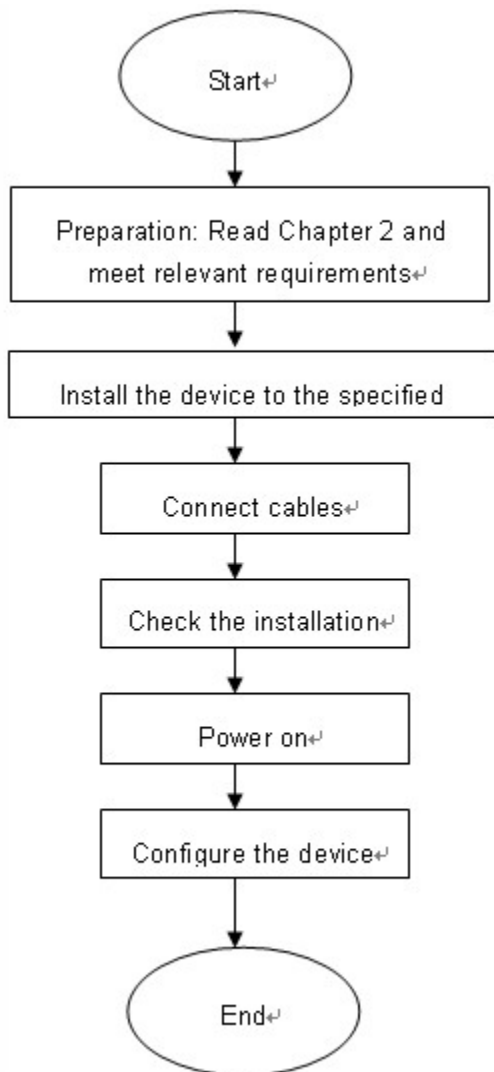 Start↵
Preparation: Read Chapter 2 and
meet relevant requirements↵
Install the device to the specified
Connect cables↵
Check the installation↵
Power on↵
Configure the device↵
End↵